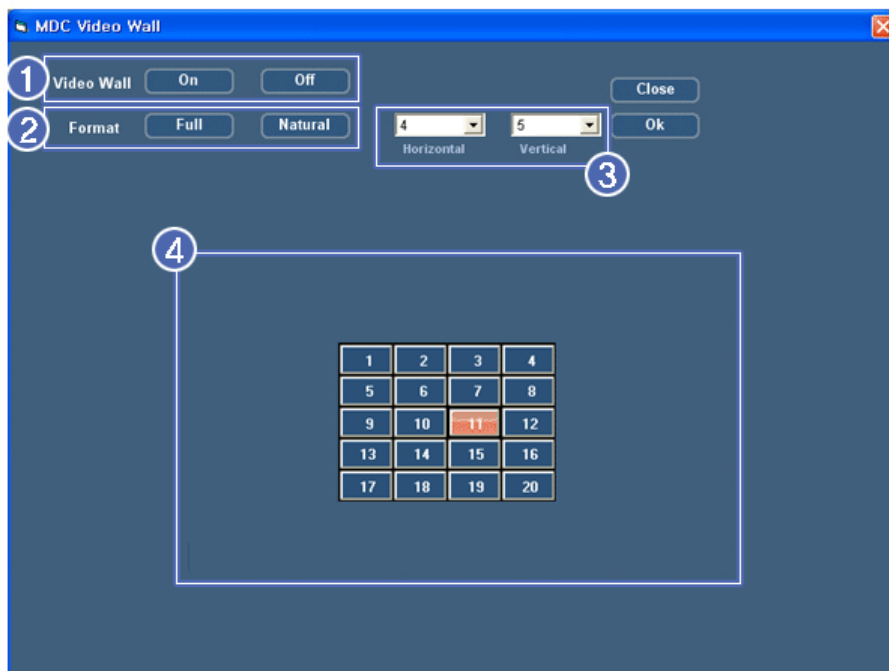 MDC Video Wall
1 Video Wall On Off
Close
2 Format Full Natural 4 5 Ok
Horizontal Vertical
3
4
1 2 3 4
5 6 7 8
9 10 11 12
13 14 15 16
17 18 19 20